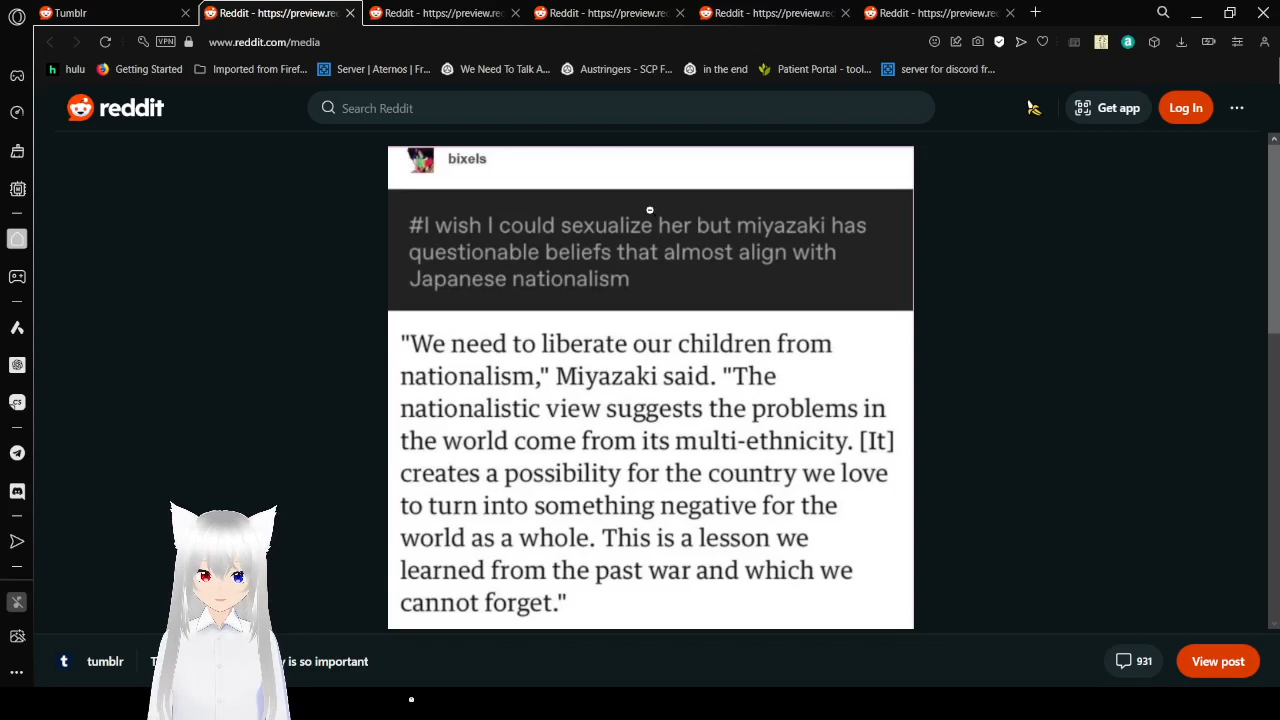 Tumblr
Reddit - https://preview.re
Reddit - https://preview.re
Reddit - https://preview.re
Reddit - https://preview.re
Reddit - https://preview.re
VPN
www.reddit.com/media
hulu
Getting Started
Imported from Firef...
Server | Aternos | Fr...
We Need To Talk A...
Austringers - SCP F...
in the end
Patient Portal - tool...
server for discord fr...
reddit
Search Reddit
Get app
Log In
bixels
#I wish I could sexualize her but miyazaki has
questionable beliefs that almost align with
Japanese nationalism
"We need to liberate our children from
nationalism," Miyazaki said. "The
nationalistic view suggests the problems in
the world come from its multi-ethnicity. [It]
creates a possibility for the country we love
to turn into something negative for the
world as a whole. This is a lesson we
learned from the past war and which we
cannot forget."
tumblr
is so important
931
View post